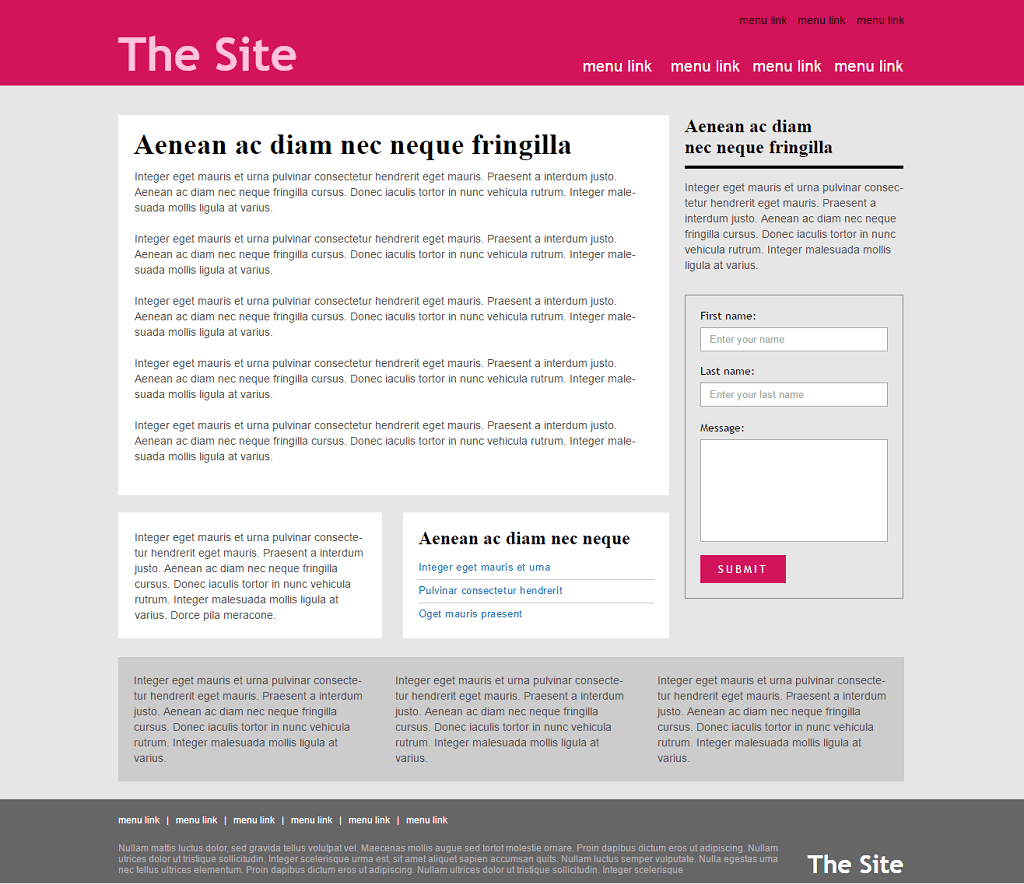 menu link menu link menu link
The Site
menu link menu link menu link menu link
Aenean ac diam nec neque fringilla
Integer eget mauris et urna pulvinar consectetur hendrerit eget mauris. Praesent a interdum justo.
Aenean ac diam nec neque fringilla cursus. Donec iaculis tortor in nunc vehicula rutrum. Integer male-
suada mollis ligula at varius.
Integer eget mauris et urna pulvinar consectetur hendrerit eget mauris. Praesent a interdum justo.
Aenean ac diam nec neque fringilla cursus. Donec iaculis tortor in nunc vehicula rutrum. Integer male-
suada mollis ligula at varius.
Integer eget mauris et urna pulvinar consectetur hendrerit eget mauris. Praesent a interdum justo.
Aenean ac diam nec neque fringilla cursus. Donec iaculis tortor in nunc vehicula rutrum. Integer male-
suada mollis ligula at varius.
Integer eget mauris et urna pulvinar consectetur hendrerit eget mauris. Praesent a interdum justo.
Aenean ac diam nec neque fringilla cursus. Donec iaculis tortor in nunc vehicula rutrum. Integer male-
suada mollis ligula at varius.
Integer eget mauris et urna pulvinar consectetur hendrerit eget mauris. Praesent a interdum justo.
Aenean ac diam nec neque fringilla cursus. Donec iaculis tortor in nunc vehicula rutrum. Integer male-
suada mollis ligula at varius.
Aenean ac diam
nec neque fringilla
Integer eget mauris et urna pulvinar consec-
tetur hendrerit eget mauris. Praesent a
interdum justo. Aenean ac diam nec neque
fringilla cursus. Donec iaculis tortor in nunc
vehicula rutrum. Integer malesuada mollis
ligula at varius.
First name:
Enter your name
Last name:
Enter your last name
Message:
SUBMIT
Integer eget mauris et urna pulvinar consecte-
tur hendrerit eget mauris. Praesent a interdum
justo. Aenean ac diam nec neque fringilla
cursus. Donec iaculis tortor in nunc vehicula
rutrum. Integer malesuada mollis ligula at
varius. Dorce pila meracone.
Aenean ac diam nec neque
Integer eget mauris et urna
Pulvinar consectetur hendrerit
Oget mauris praesent
Integer eget mauris et urna pulvinar consecte-
tur hendrerit eget mauris. Praesent a interdum
justo. Aenean ac diam nec neque fringilla
cursus. Donec iaculis tortor in nunc vehicula
rutrum. Integer malesuada mollis ligula at
varius.
Integer eget mauris et urna pulvinar consecte-
tur hendrerit eget mauris. Praesent a interdum
justo. Aenean ac diam nec neque fringilla
cursus. Donec iaculis tortor in nunc vehicula
rutrum. Integer malesuada mollis ligula at
varius.
Integer eget mauris et urna pulvinar consecte-
tur hendrerit eget mauris. Praesent a interdum
justo. Aenean ac diam nec neque fringilla
cursus. Donec iaculis tortor in nunc vehicula
rutrum. Integer malesuada mollis ligula at
varius.
menu link | menu link | menu link | menu link | menu link | menu link
Nullam mattis luctus dolor, sed gravida tellus volutpat vel. Maecenas mollis augue sed tortot molestie ornare. Proin dapibus dictum eros ut adipiscing. Nullam
utrices dolor ut tristique sollicitudin. Integer scelerisque urma est, sit amet aliquet sapien accumsan quits. Nullam luctus semper vulputate. Nulla egestas uma
nec tellus ultrices elementum. Proin dapibus dictum eros ut adipiscing. Nullam ultrices dolor ut tristique sollicitudin. Integer scelerisque
The Site